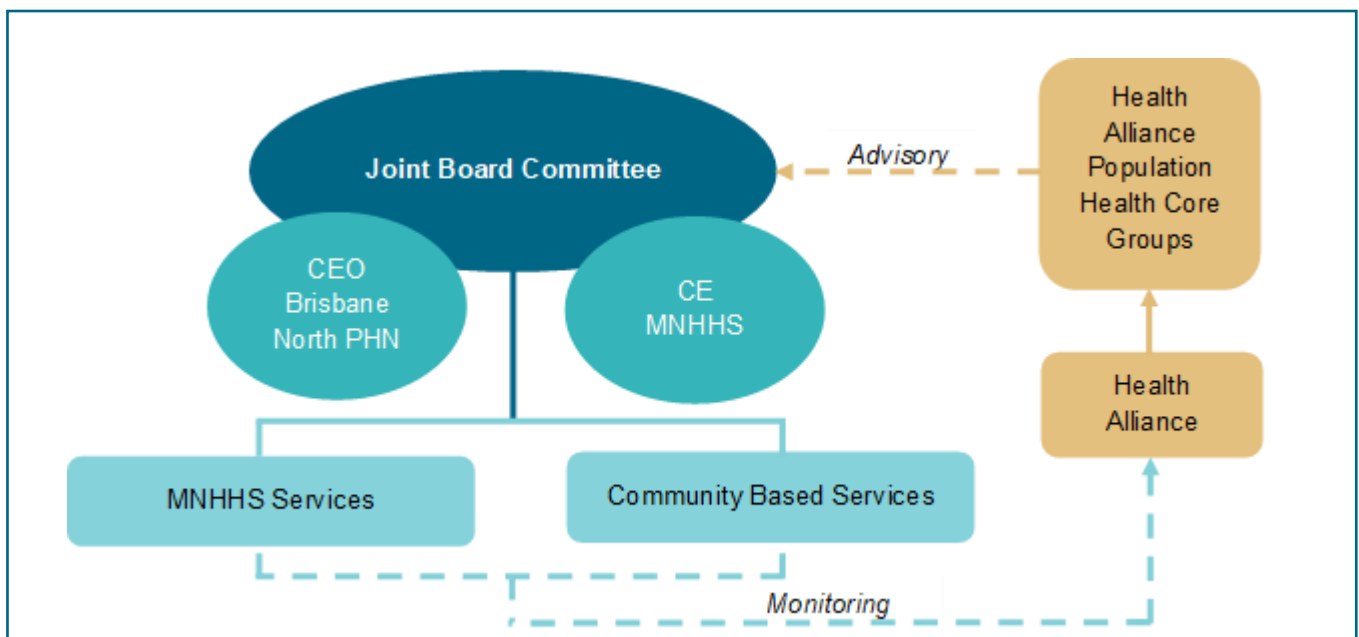 Joint Board Committee
CEO
Brisbane
North PHN
CE
MNHHS
Advisory
Health
Alliance
Population
Health Core
Groups
Health
Alliance
MNHHS Services
Community Based Services
Monitoring